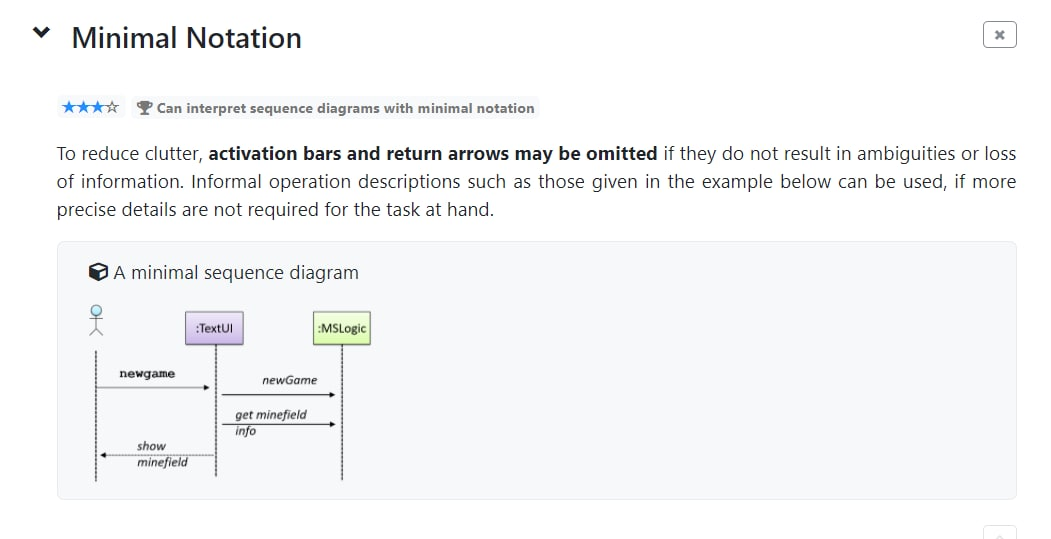 Minimal Notation
Can interpret sequence diagrams with minimal notation
To reduce clutter, activation bars and return arrows may be omitted if they do not result in ambiguities or loss
of information. Informal operation descriptions such as those given in the example below can be used, if more
precise details are not required for the task at hand.
A minimal sequence diagram
:TextUI
:MSLogic
newgame
newGame
get minefield
info
show
minefield